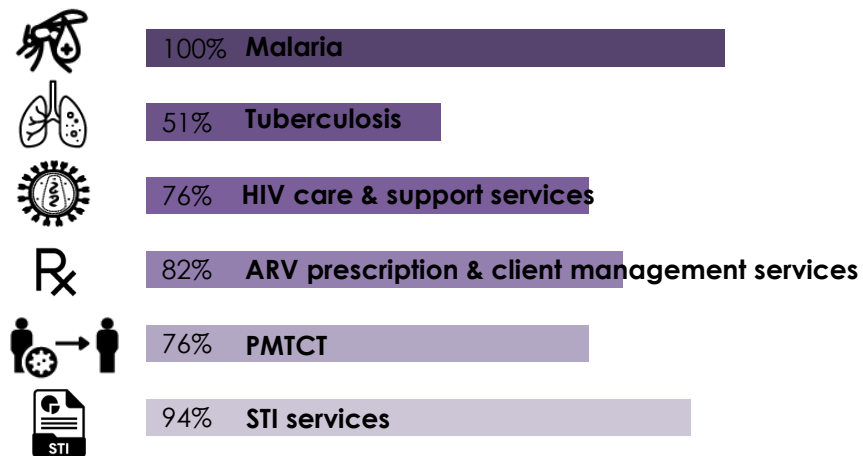 100% Malaria
51% Tuberculosis
76% HIV care & support services
82% ARV prescription & client management services
76% PMTCT
94% STI services
STI